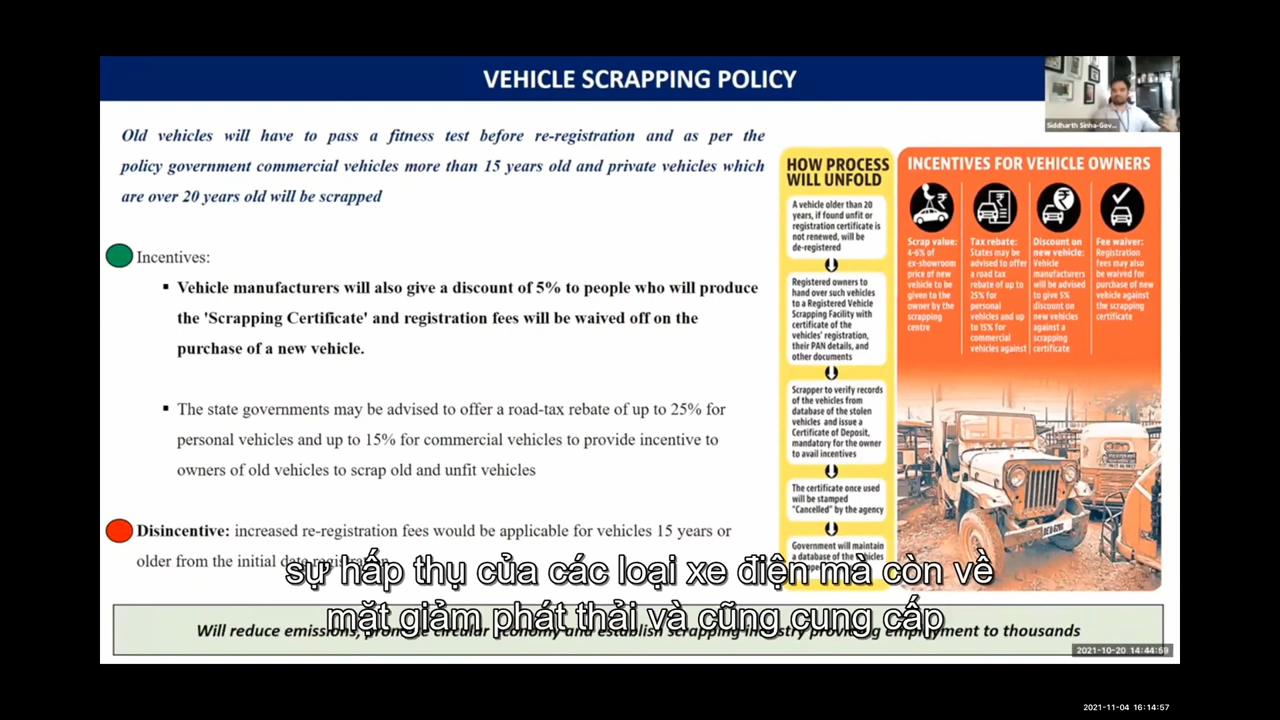 VEHICLE SCRAPPING POLICY
Siddharth Sinha-Gov...
Old vehicles will have to pass a fitness test before re-registration and as per the
policy government commercial vehicles more than 15 years old and private vehicles which
are over 20 years old will be scrapped
Incentives:
▪ Vehicle manufacturers will also give a discount of 5% to people who will produce
the 'Scrapping Certificate' and registration fees will be waived off on the
purchase of a new vehicle.
▪ The state governments may be advised to offer a road-tax rebate of up to 25% for
personal vehicles and up to 15% for commercial vehicles to provide incentive to
owners of old vehicles to scrap old and unfit vehicles
Disincentive: increased re-registration fees would be applicable for vehicles 15 years or
older from the initial date
HOW PROCESS
WILL UNFOLD
A vehicle older than 20
years, if found unfit or
registration certificate is
not renewed, will be
de-registered
Registered owners to
hand over such vehicles
to a Registered Vehicle
Scrapping Facility with
certificate of the
vehicles' registration,
their PAN details, and
other documents
Scrapper to verify records
of the vehicles from
database of the stolen
vehicles and issue a
Certificate of Deposit,
mandatory for the owner
to avail incentives
The certificate once used
will be stamped
"Cancelled" by the agency
Government will maintain
a database of the vehicles
INCENTIVES FOR VEHICLE OWNERS
Scrap value:
4-6% of
ex-showroom
price of new
vehicle to be
given to the
owner by the
scrapping
centre
Tax rebate:
States may be
advised to offer
a road tax
rebate of up to
25% for
personal
vehicles and up
to 15% for
commercial
vehicles against
Discount on
new vehicle:
Vehicle
manufacturers
will be advised
to give 5%
discount on
new vehicles
against a
scrapping
certificate
Fee waiver:
Registration
fees may also
be waived for
purchase of new
vehicle against
the scrapping
certificate
sự hấp thụ của các loại xe điện mà còn về
mặt giảm phát thải và cũng cung cấp
Will reduce emissions, promote circular economy and establish scrapping industry providing employment to thousands
2021-10-20 14:44:59
2021-11-04 16:14:57